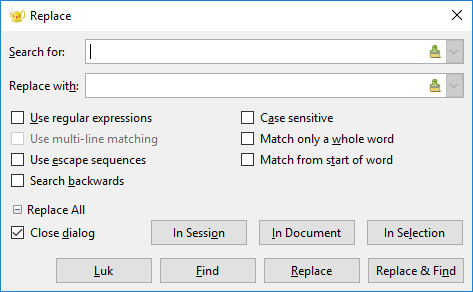 Replace
Search for:
Replace with:
Use regular expressions
Case sensitive
Use multi-line matching
Match only a whole word
Use escape sequences
Match from start of word
Search backwards
Replace All
Close dialog
In Session
In Document
In Selection
Luk
Find
Replace
Replace & Find